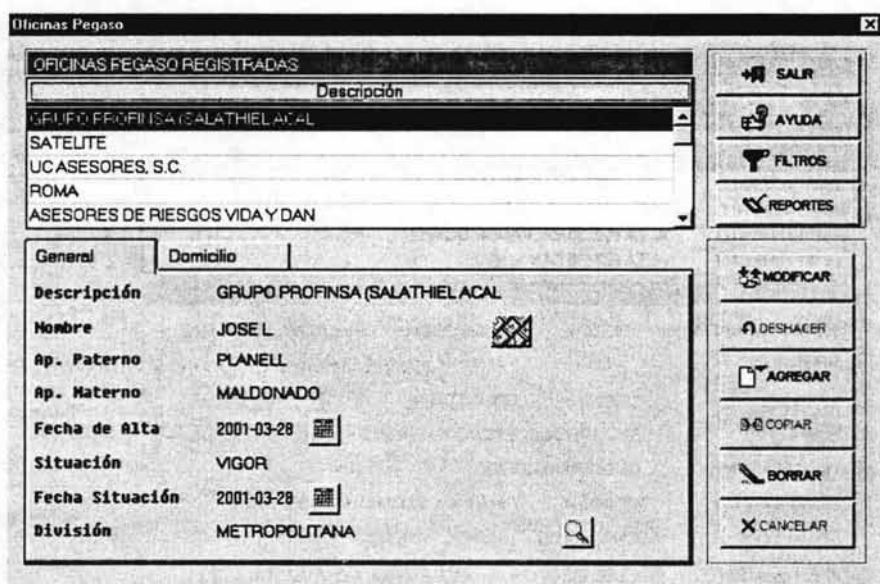 Oficinas Pegaso
OFICINAS PEGASO REGISTRADAS
Descripción
GRUPO PROFINSA (SALATHIEL ACAL
SATELITE
UC ASESORES, S.C.
ROMA
ASESORES DE RIESGOS VIDA Y DAN
SALIR
AYUDA
FILTROS
REPORTES
General Domicilio
Descripción GRUPO PROFINSA (SALATHIEL ACAL
Nombre JOSE L
Ap. Paterno PLANELL
Ap. Materno MALDONADO
Fecha de Alta 2001-03-28
Situación VIGOR
Fecha Situación 2001-03-28
División METROPOLITANA
MODIFICAR
DESHACER
AGREGAR
COPIAR
BORRAR
CANCELAR